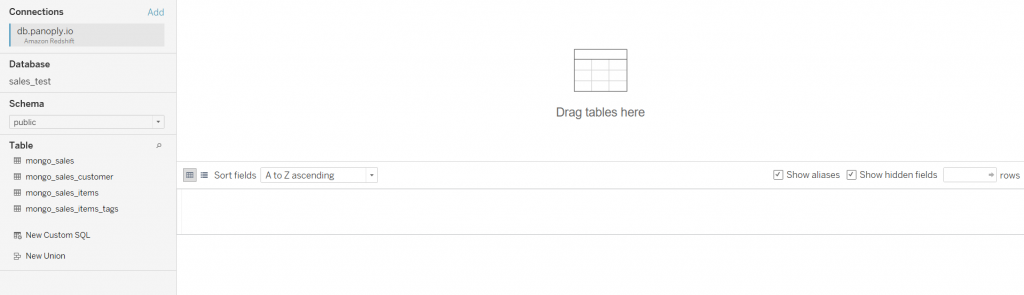 Connections Add
db.panoply.io
Amazon Redshift
Database
sales_test
Schema
public
Table
mongo_sales
mongo_sales_customer
mongo_sales_items
mongo_sales_items_tags
New Custom SQL
New Union
Drag tables here
Sort fields A to Z ascending Show aliases Show hidden fields rows